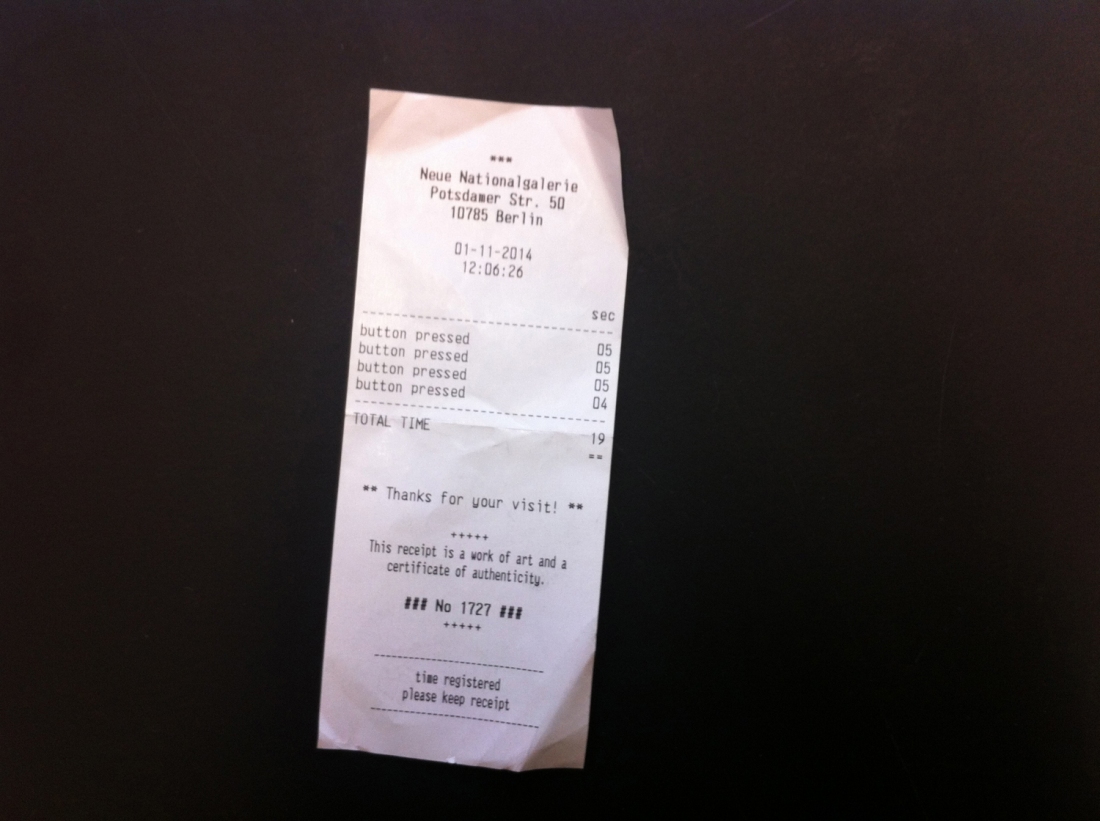 ***
Neue Nationalgalerie
Potsdamer Str. 50
10785 Berlin
01-11-2014
12:06:26
sec
--------------------------------
button pressed 05
button pressed 05
button pressed 05
button pressed 04
--------------------------------
TOTAL TIME 19
==
** Thanks for your visit! **
+++++
This receipt is a work of art and a
certificate of authenticity.
### No 1727 ###
+++++
--------------------------------
time registered
please keep receipt
--------------------------------